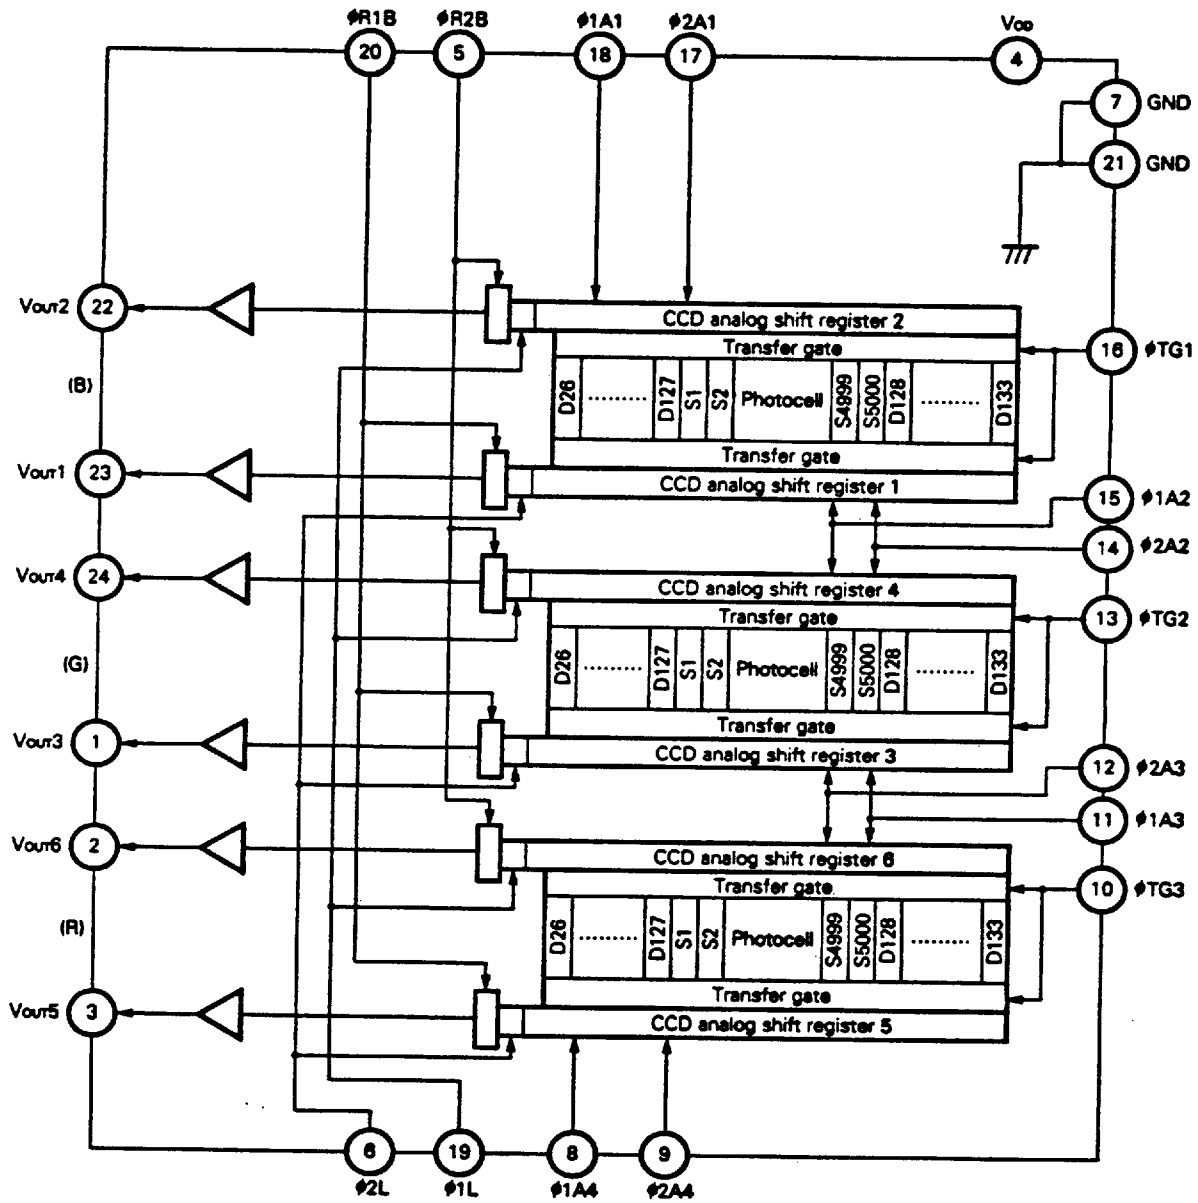 φR1B φR2B φ1A1 φ2A1 VOD
20 5 18 17 4
7 GND
21 GND
VOUT2 22
CCD analog shift register 2
Transfer gate
16 φTG1
(B)
D26 ......... D127 S1 S2 Photocell S4999 S5000 D128 ......... D133
Transfer gate
VOUT1 23
CCD analog shift register 1
15 φ1A2
14 φ2A2
VOUT4 24
CCD analog shift register 4
Transfer gate
13 φTG2
(G)
D26 ......... D127 S1 S2 Photocell S4999 S5000 D128 ......... D133
Transfer gate
VOUT3 1
CCD analog shift register 3
12 φ2A3
11 φ1A3
VOUT6 2
CCD analog shift register 6
Transfer gate
10 φTG3
(R)
D26 ......... D127 S1 S2 Photocell S4999 S5000 D128 ......... D133
Transfer gate
VOUT5 3
CCD analog shift register 5
6 19 8 9
φ2L φ1L φ1A4 φ2A4